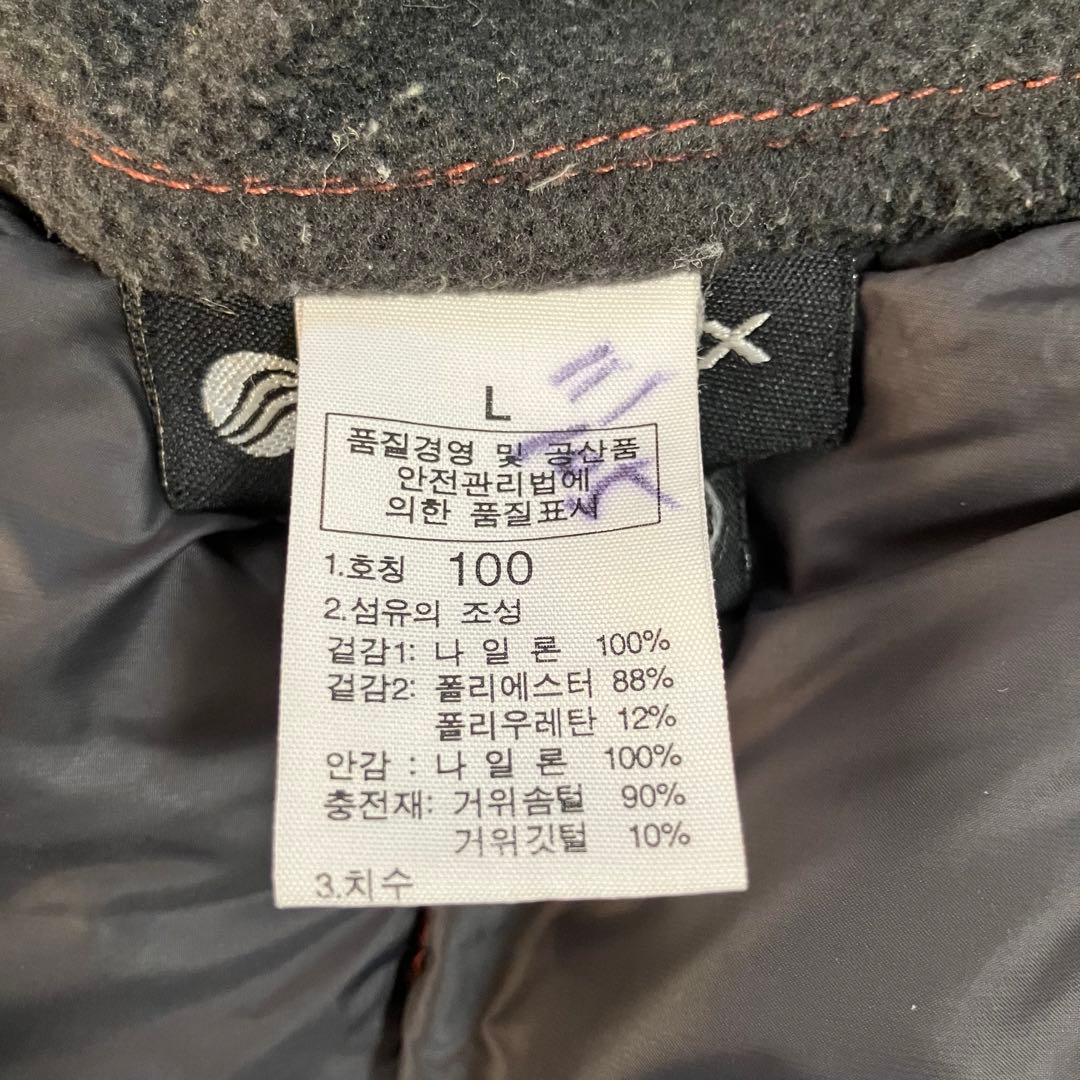 X
L
품질경영 및 공산품
안전관리법에
의한 품질표시
1.호칭 100
2.섬유의 조성
겉감1: 나 일 론 100%
겉감2: 폴리에스터 88%
폴리우레탄 12%
안감 : 나 일 론 100%
충전재: 거위솜털 90%
거위깃털 10%
3.치수